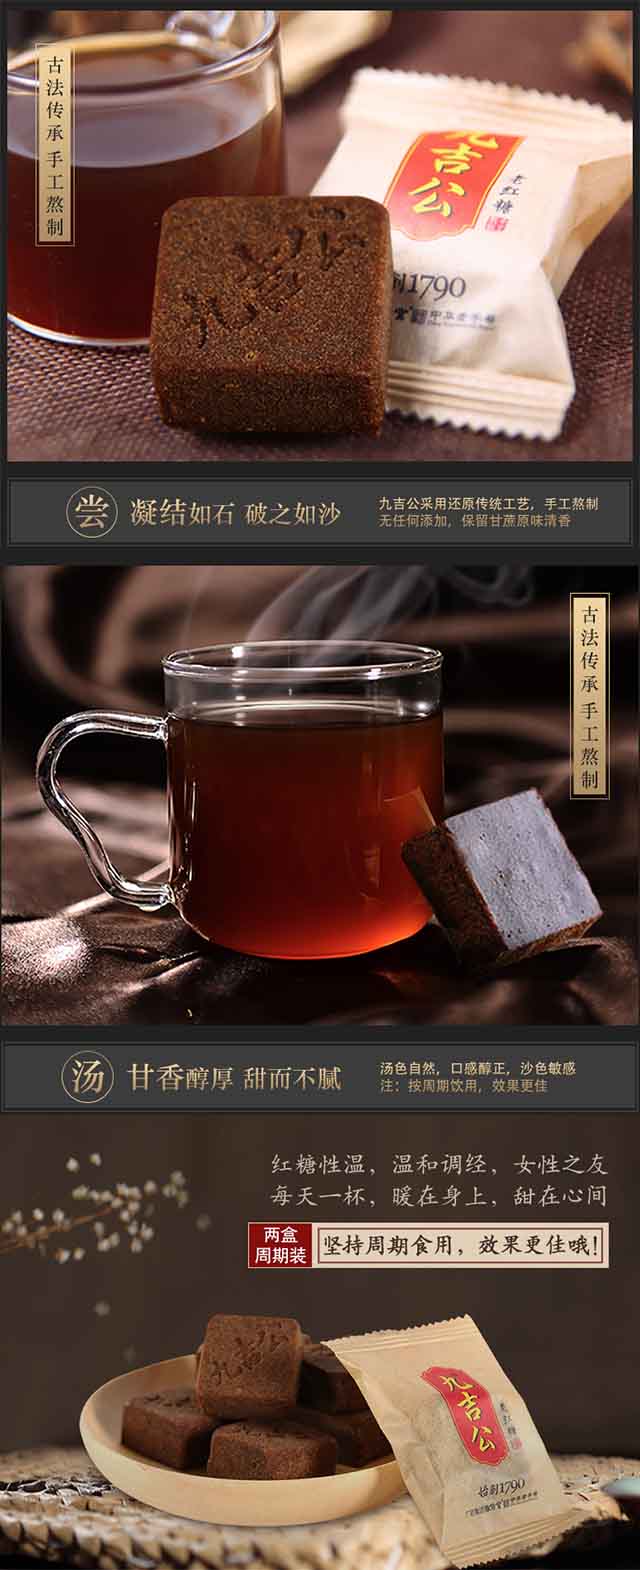 古法传承 手工熬制
九吉公
老红糖
始创1790
尝 凝结如石 破之如沙
九吉公采用还原传统工艺，手工熬制
无任何添加，保留甘蔗原味清香
古法传承 手工熬制
汤 甘香醇厚 甜而不腻
汤色自然，口感醇正，沙色敏感
注：按周期饮用，效果更佳
红糖性温，温和调经，女性之友
每天一杯，暖在身上，甜在心间
两盒
周期装
坚持周期食用，效果更佳哦！
九吉公
九吉公
老红糖
始创1790